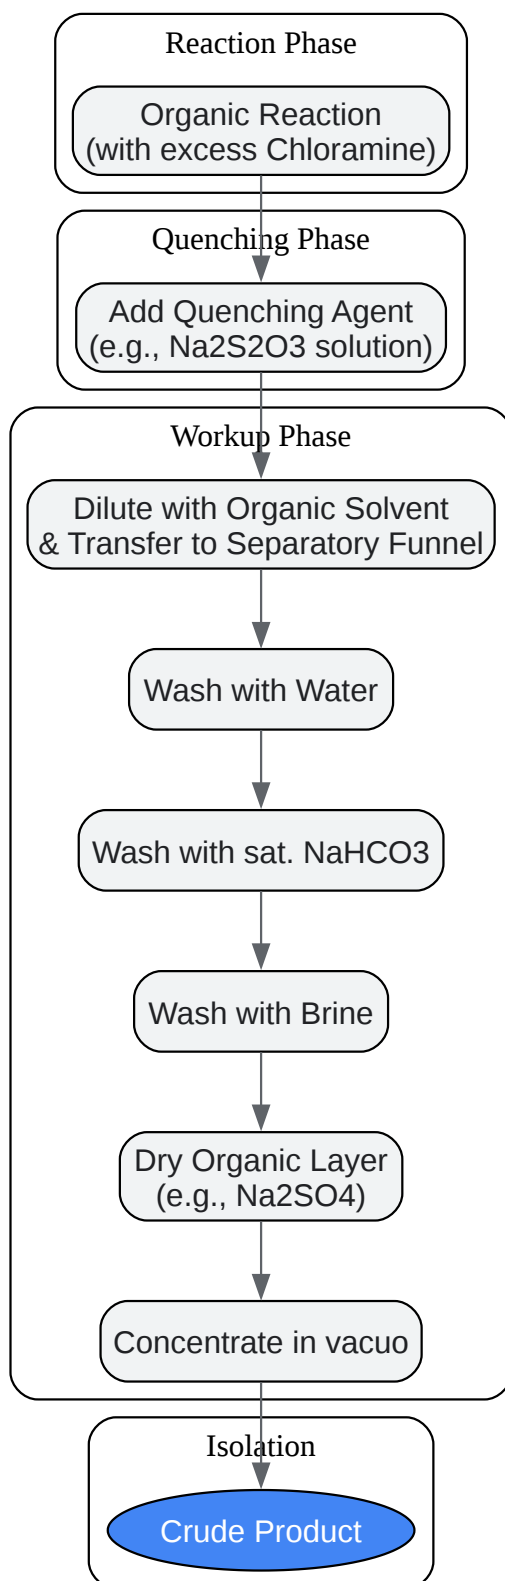 Reaction Phase
Organic Reaction
(with excess Chloramine)
Quenching Phase
Add Quenching Agent
(e.g., Na2S2O3 solution)
Workup Phase
Dilute with Organic Solvent
& Transfer to Separatory Funnel
Wash with Water
Wash with sat. NaHCO3
Wash with Brine
Dry Organic Layer
(e.g., Na2SO4)
Concentrate in vacuo
Isolation
Crude Product